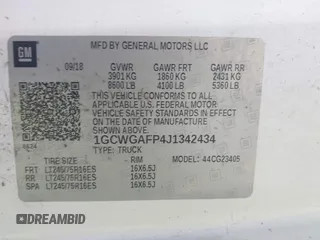 GM
MFD BY GENERAL MOTORS LLC
09/18 GVWR GAWR FRT GAWR RR
3901 KG 1860 KG 2431 KG
8600 LB 4100 LB 5360 LB
THIS VEHICLE CONFORMS TO ALL APPLICABLE
U.S. FEDERAL MOTOR VEHICLE SAFETY
STANDARDS IN EFFECT ON THE DATE OF
MANUFACTURE SHOWN ABOVE.
1GCWGAFP4J1342434
TYPE: TRUCK
TIRE SIZE RIM MODEL: 44CG23405
FRT LT245/75R16ES 16X6.5J
RR LT245/75R16ES 16X6.5J
SPA LT245/75R16ES 16X6.5J